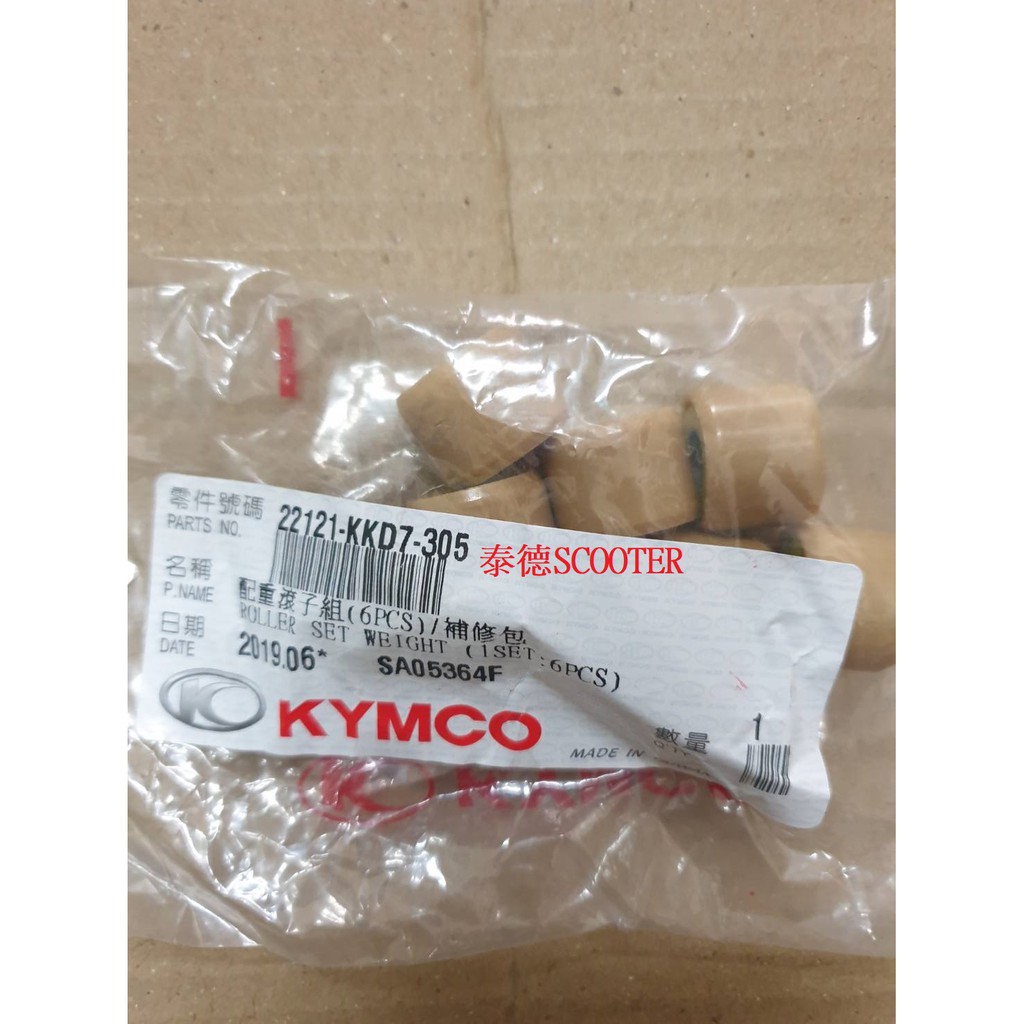 零件號碼
PARTS NO.
22121-KKD7-305
泰德SCOOTER
名稱
P.NAME
配重滾子組(6PCS)/補修包
ROLLER SET WEIGHT (1SET:6PCS)
日期
DATE
2019.06*
SA05364F
KYMCO
數量
Q'TY
1
MADE IN
KYMCO